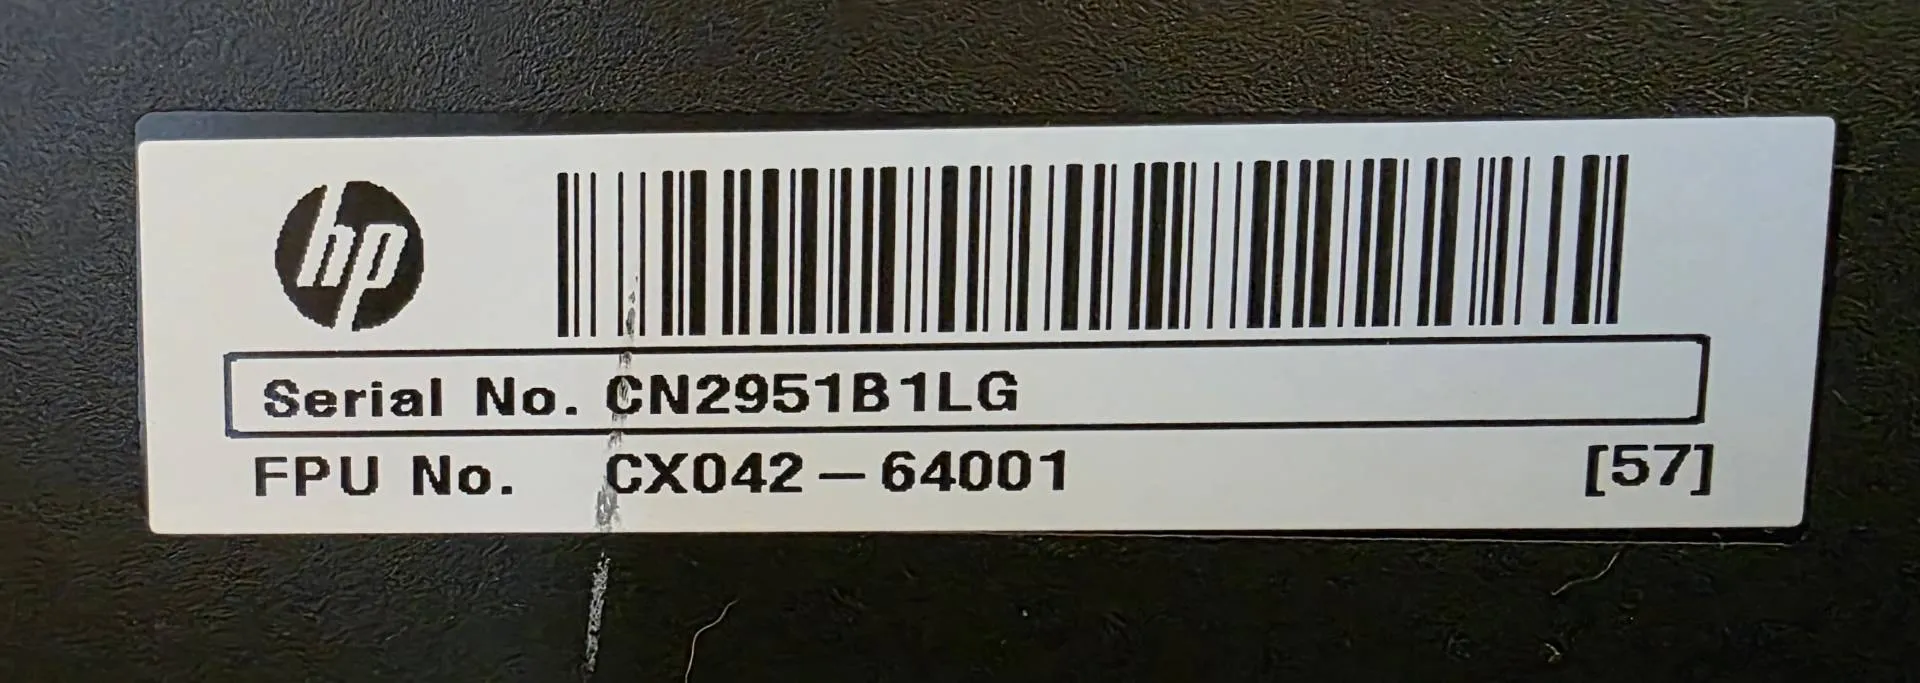 hp
Serial No. CN2951B1LG
FPU No. CX042-64001 [57]